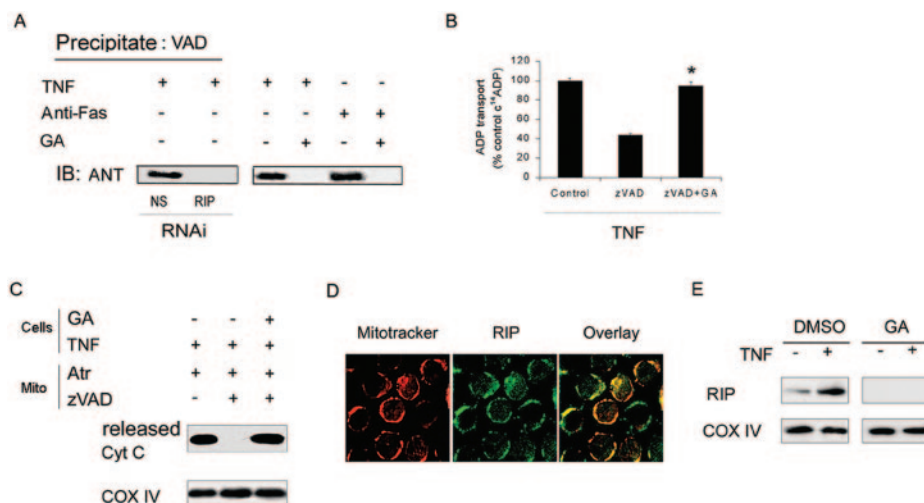 A
Precipitate : VAD
TNF + + + + - -
Anti-Fas - - - - + +
GA - - - + - +
IB: ANT
NS RIP
RNAi
B
ADP transport
(% control c¹⁴ADP)
120
100
80
60
40
20
0
*
Control zVAD zVAD+GA
TNF
C
Cells
GA - - +
TNF + + +
Mito
Atr + + +
zVAD - + +
released
Cyt C
COX IV
D
Mitotracker RIP Overlay
E
DMSO GA
TNF - + - +
RIP
COX IV